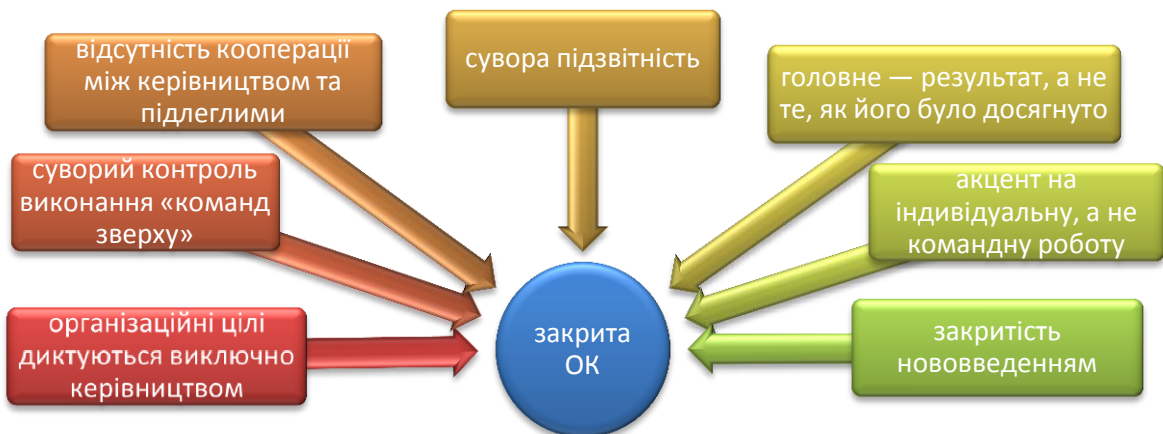 відсутність кооперації
між керівництвом та
підлеглими
сувора підзвітність
головне — результат, а не
те, як його було досягнуто
суворий контроль
виконання «команд
зверху»
акцент на
індивідуальну, а не
командну роботу
організаційні цілі
диктуються виключно
керівництвом
закрита
ОК
закритість
нововведенням